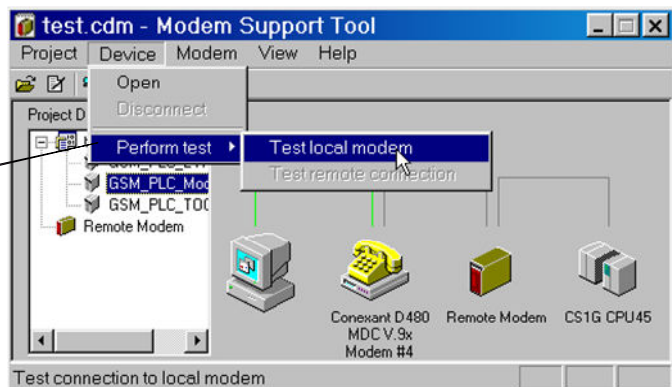 test.cdm - Modem Support Tool
Project Device Modem View Help
Open
Disconnect
Project D
Perform test
Test local modem
Test remote connection
GSM_PLC_Mod
GSM_PLC_TOO
Remote Modem
Conexant D480
MDC V.9x
Modem #4
Remote Modem
CS1G CPU45
Test connection to local modem